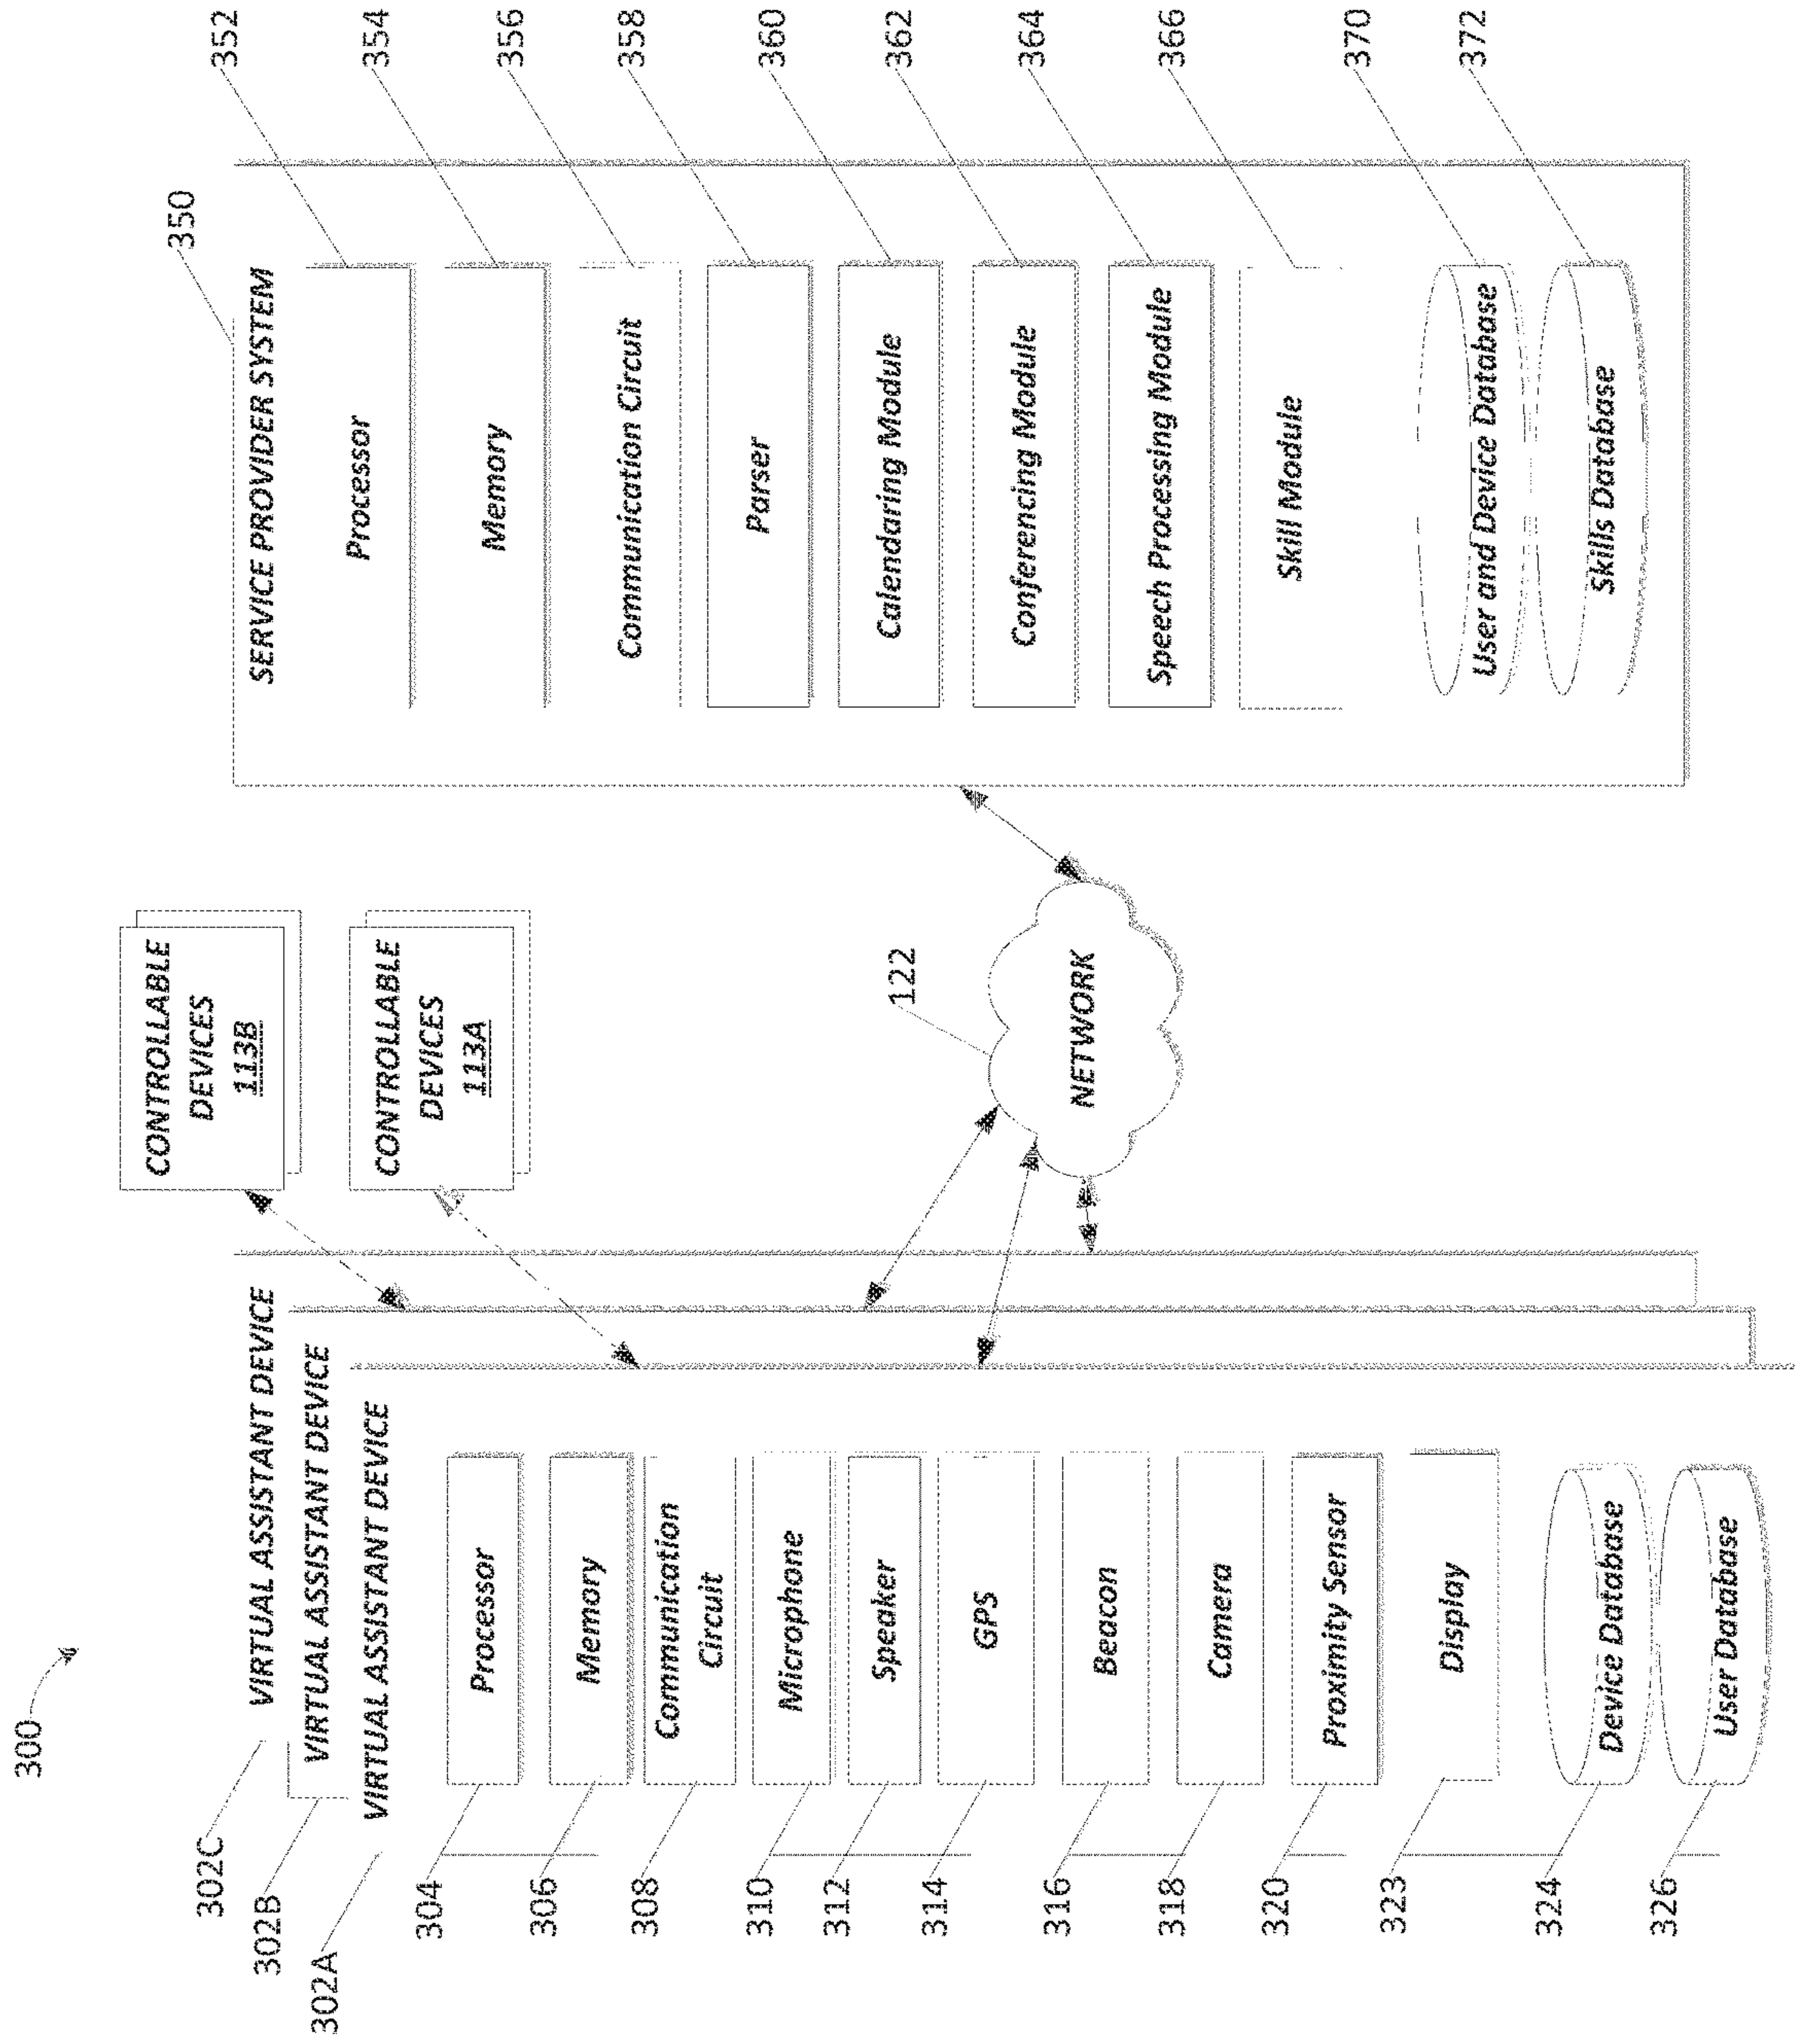 300
302C
VIRTUAL ASSISTANT DEVICE
302B
VIRTUAL ASSISTANT DEVICE
302A
VIRTUAL ASSISTANT DEVICE
304
Processor
306
Memory
308
Communication
Circuit
310
Microphone
312
Speaker
314
GPS
316
Beacon
318
Camera
320
Proximity Sensor
323
Display
324
Device Database
326
User Database
CONTROLLABLE
DEVICES
113B
CONTROLLABLE
DEVICES
113A
122
NETWORK
350
SERVICE PROVIDER SYSTEM
Processor
352
Memory
354
Communication Circuit
356
Parser
358
Calendaring Module
360
Conferencing Module
362
Speech Processing Module
364
Skill Module
366
User and Device Database
370
Skills Database
372